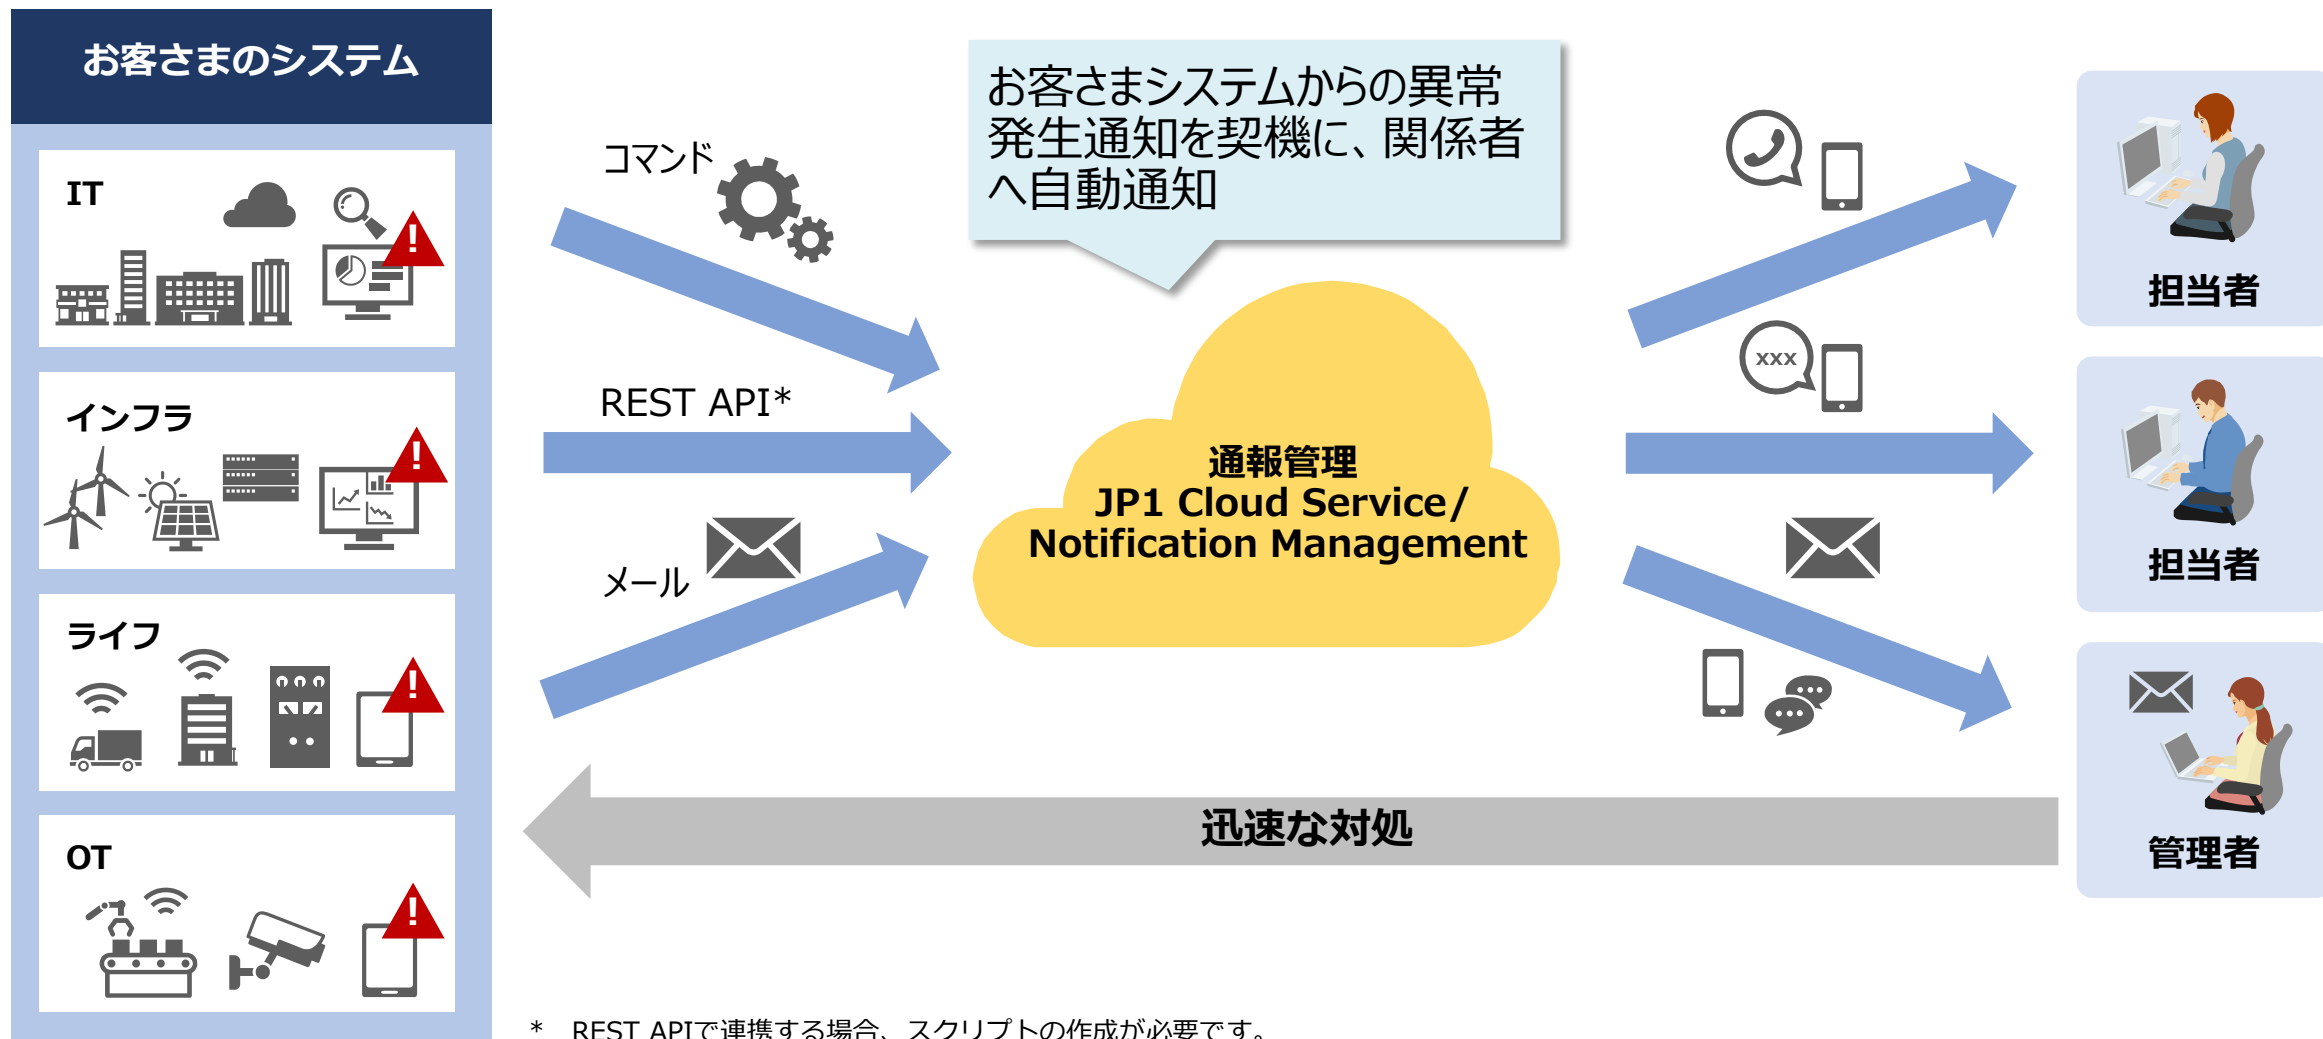 お客さまのシステム
IT
!
インフラ
!
ライフ
!
OT
!
コマンド
REST API*
メール
お客さまシステムからの異常
発生通知を契機に、関係者
へ自動通知
通報管理
JP1 Cloud Service/
Notification Management
xxx
担当者
担当者
管理者
迅速な対処
* REST APIで連携する場合、スクリプトの作成が必要です。